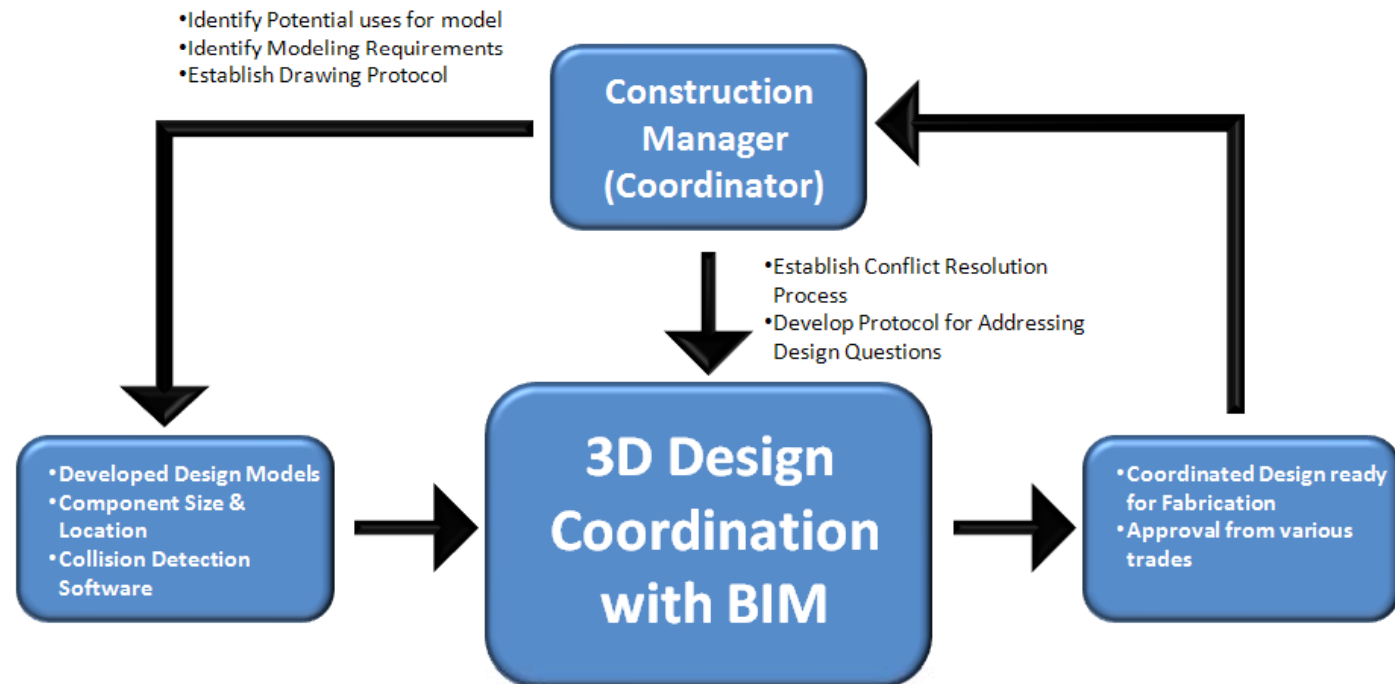 •Identify Potential uses for model
•Identify Modeling Requirements
•Establish Drawing Protocol
Construction
Manager
(Coordinator)
•Establish Conflict Resolution
Process
•Develop Protocol for Addressing
Design Questions
•Developed Design Models
•Component Size &
Location
•Collision Detection
Software
3D Design
Coordination
with BIM
•Coordinated Design ready
for Fabrication
•Approval from various
trades